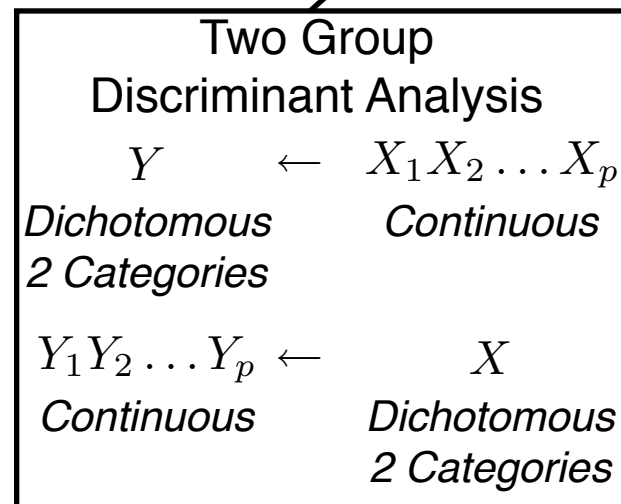 Two Group
Discriminant Analysis
Y ← X₁X₂…Xₚ
Dichotomous Continuous
2 Categories
Y₁Y₂…Yₚ ← X
Continuous Dichotomous
2 Categories